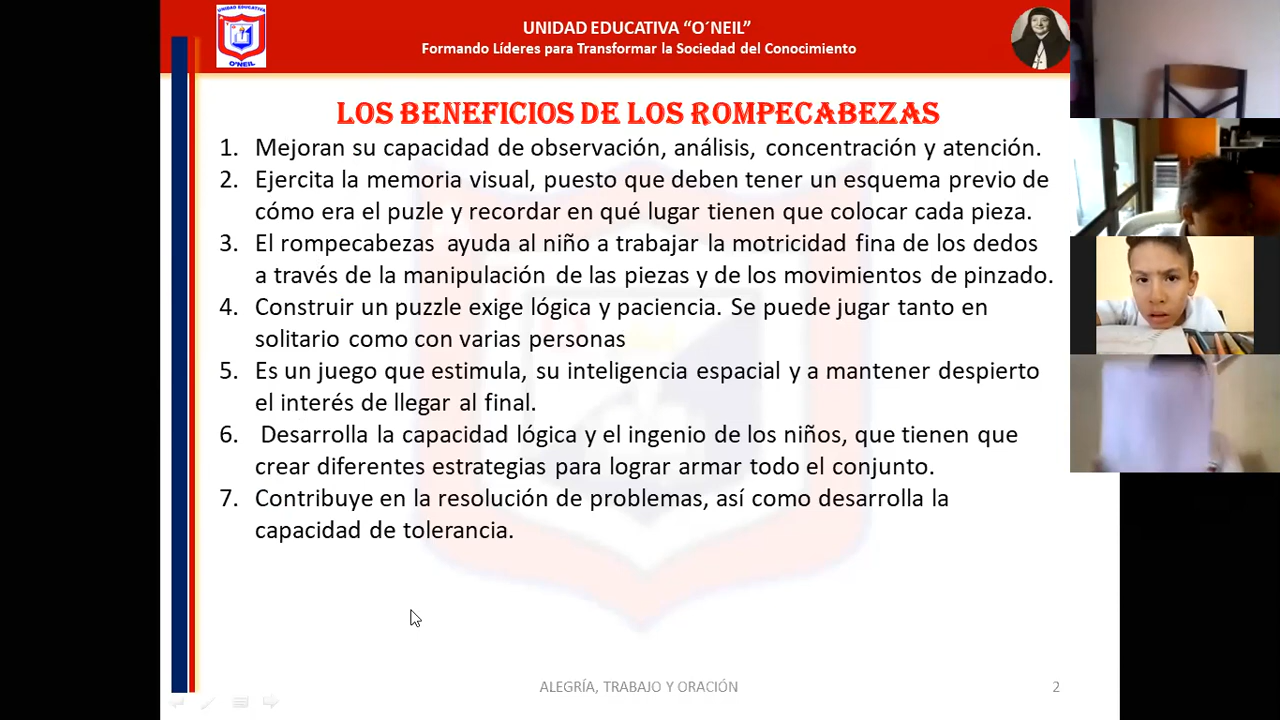 UNIDAD EDUCATIVA
O'NEIL
UNIDAD EDUCATIVA “O´NEIL”
Formando Líderes para Transformar la Sociedad del Conocimiento
LOS BENEFICIOS DE LOS ROMPECABEZAS
1. Mejoran su capacidad de observación, análisis, concentración y atención.
2. Ejercita la memoria visual, puesto que deben tener un esquema previo de
cómo era el puzle y recordar en qué lugar tienen que colocar cada pieza.
3. El rompecabezas ayuda al niño a trabajar la motricidad fina de los dedos
a través de la manipulación de las piezas y de los movimientos de pinzado.
4. Construir un puzzle exige lógica y paciencia. Se puede jugar tanto en
solitario como con varias personas
5. Es un juego que estimula, su inteligencia espacial y a mantener despierto
el interés de llegar al final.
6. Desarrolla la capacidad lógica y el ingenio de los niños, que tienen que
crear diferentes estrategias para lograr armar todo el conjunto.
7. Contribuye en la resolución de problemas, así como desarrolla la
capacidad de tolerancia.
ALEGRÍA, TRABAJO Y ORACIÓN
2